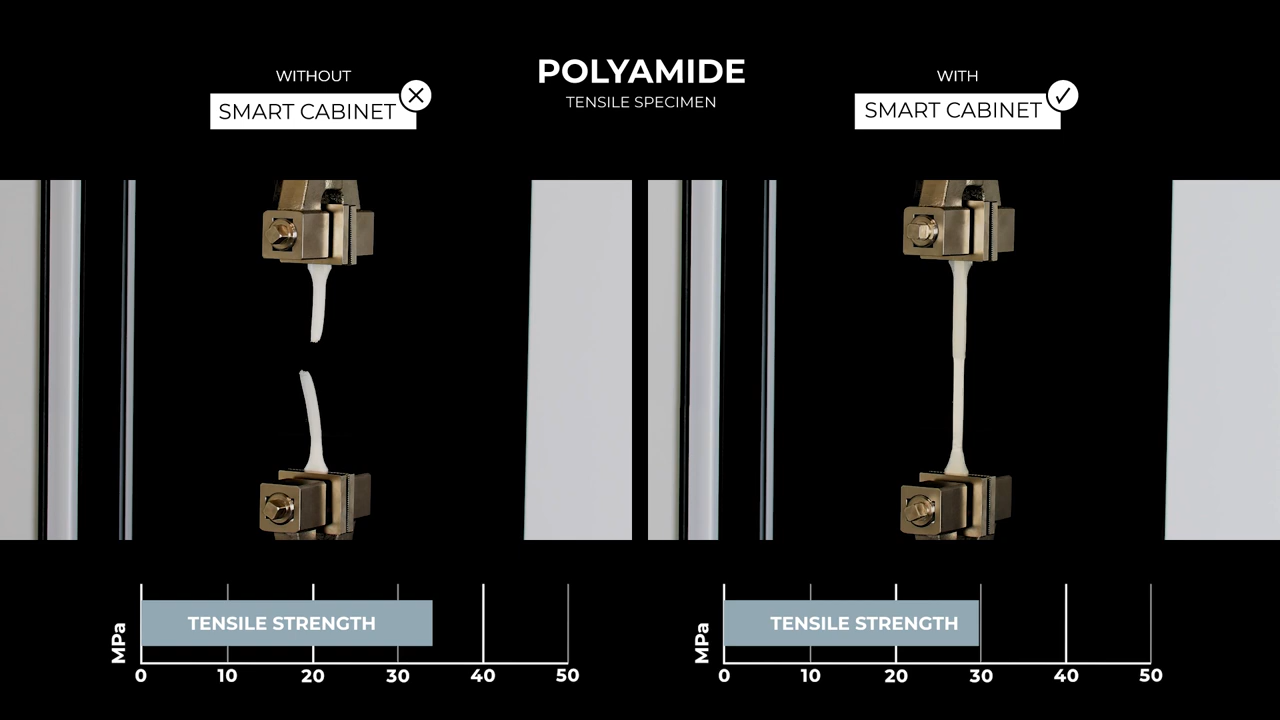 POLYAMIDE
TENSILE SPECIMEN
WITHOUT
SMART CABINET
WITH
SMART CABINET
MPa
TENSILE STRENGTH
0 10 20 30 40 50
MPa
TENSILE STRENGTH
0 10 20 30 40 50